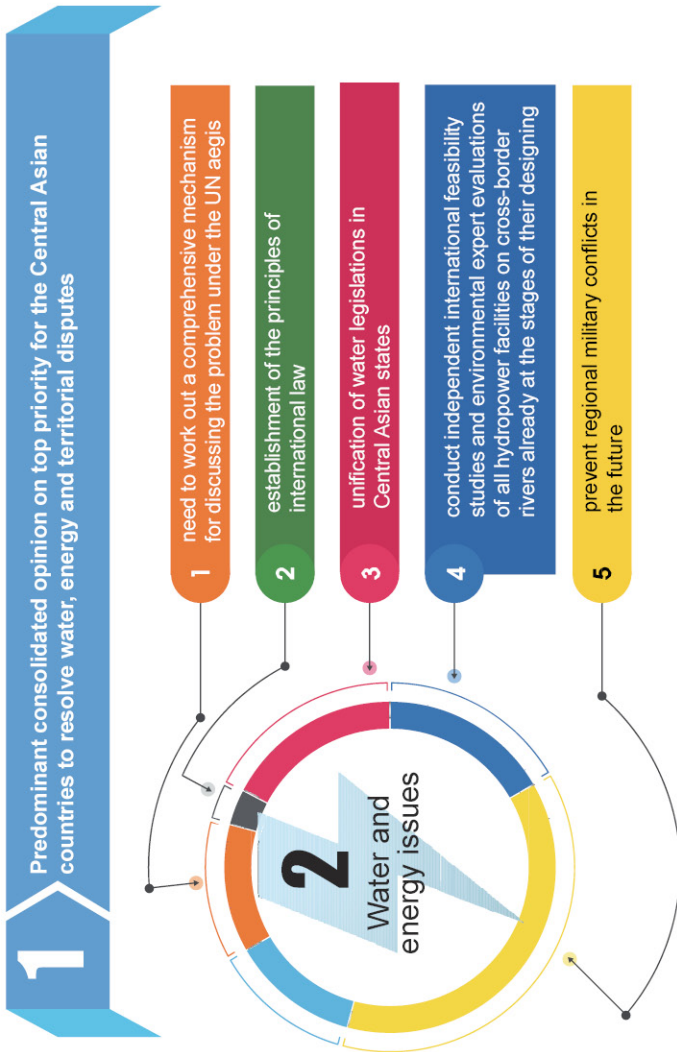 1
Predominant consolidated opinion on top priority for the Central Asian
countries to resolve water, energy and territorial disputes
2
Water and
energy issues
1
need to work out a comprehensive mechanism
for discussing the problem under the UN aegis
2
establishment of the principles of
international law
3
unification of water legislations in
Central Asian states
4
conduct independent international feasibility
studies and environmental expert evaluations
of all hydropower facilities on cross-border
rivers already at the stages of their designing
5
prevent regional military conflicts in
the future